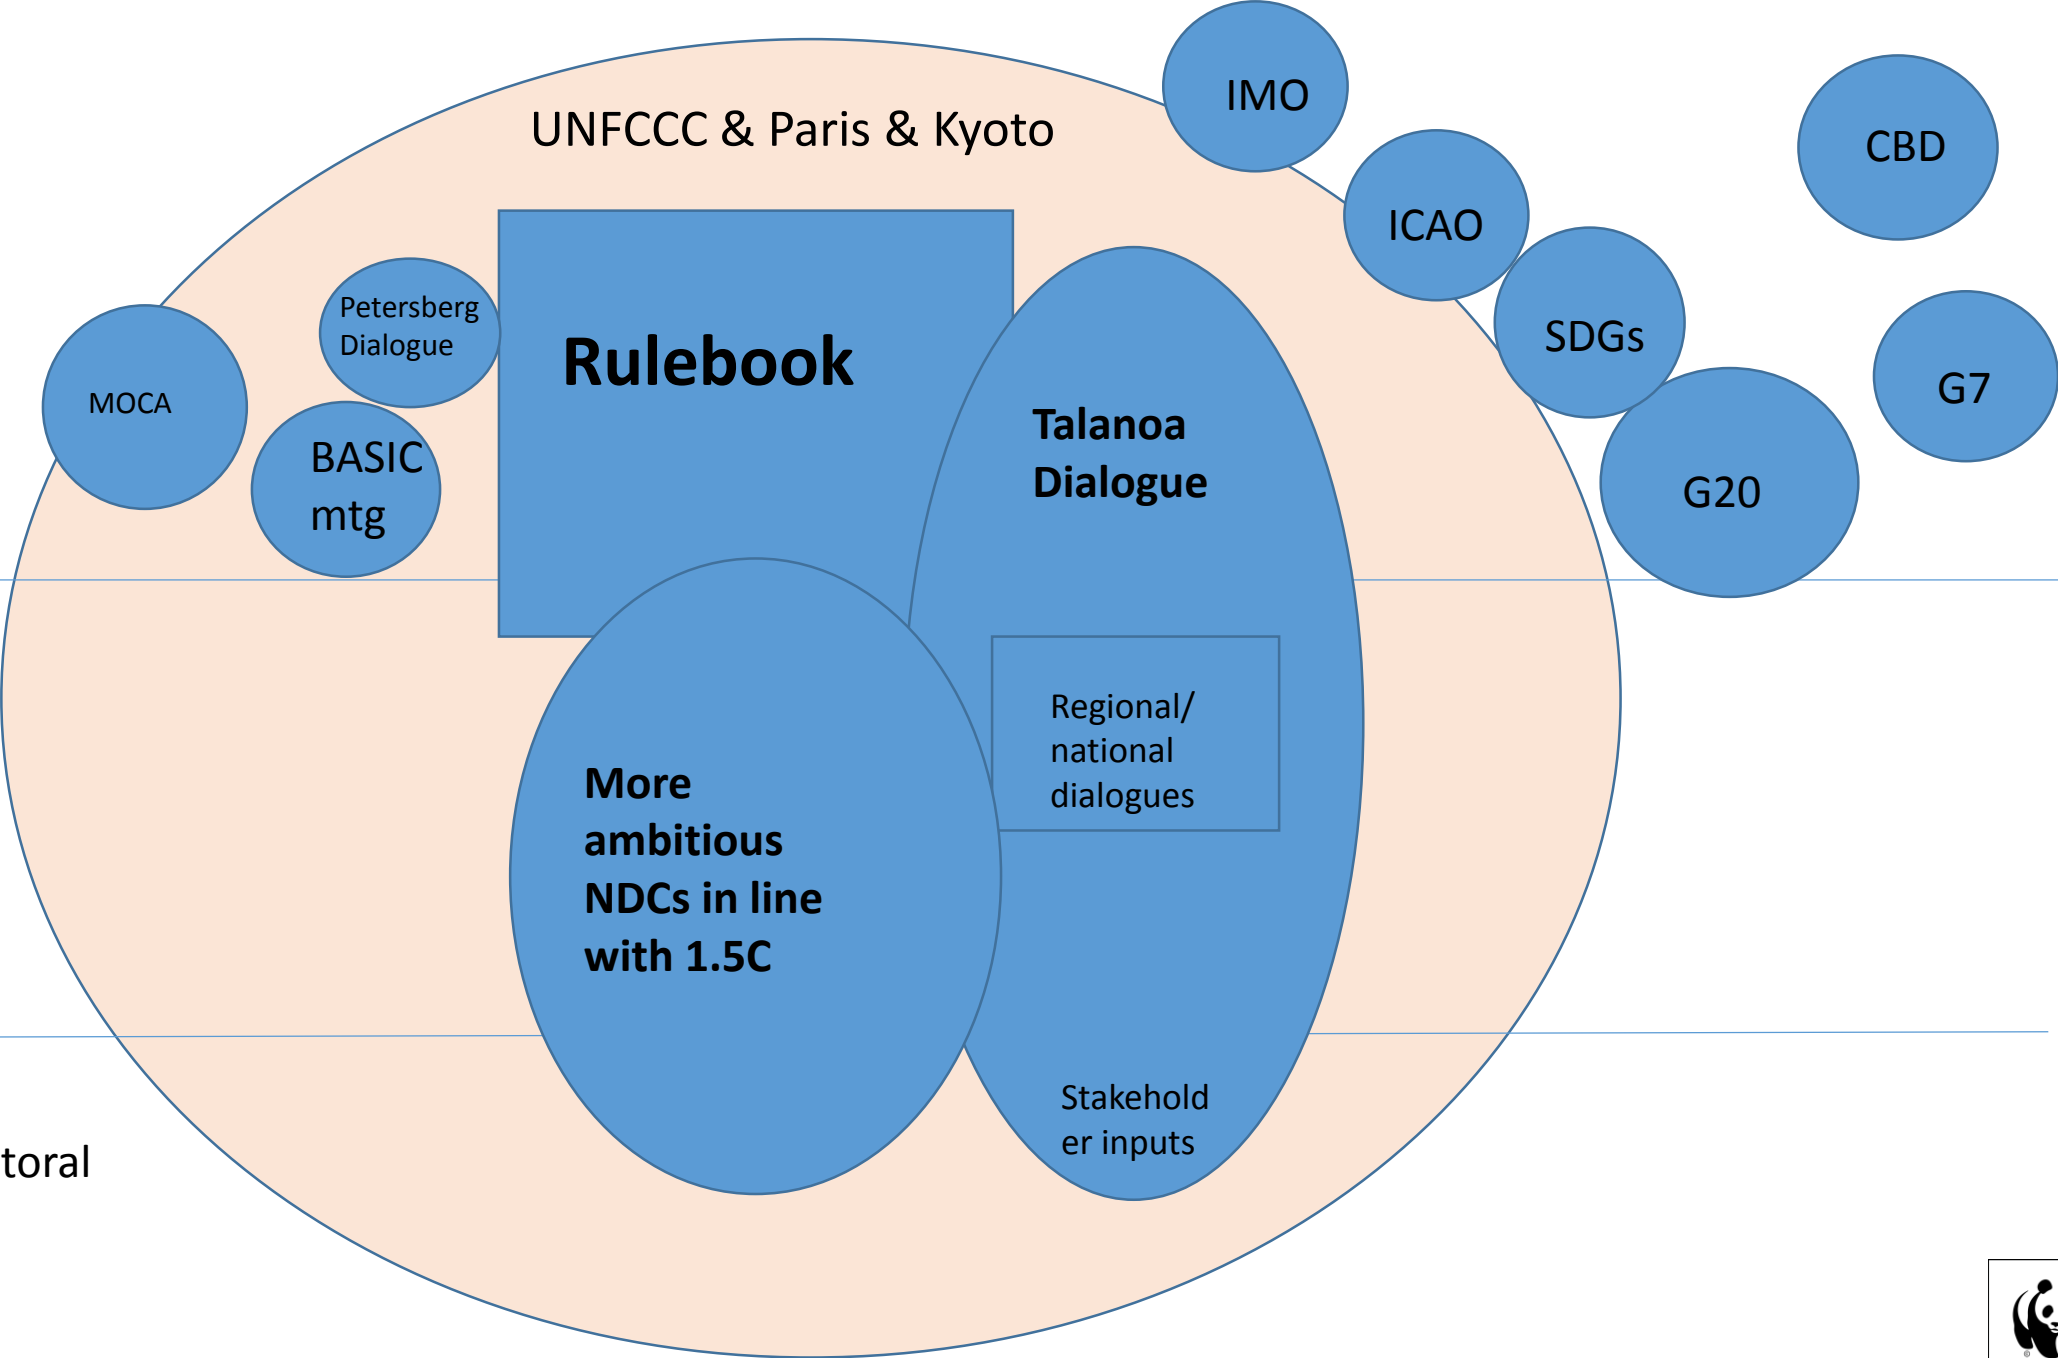 IMO
UNFCCC & Paris & Kyoto
CBD
ICAO
Petersberg
Dialogue
Rulebook
SDGs
G7
MOCA
Talanoa
Dialogue
BASIC
mtg
G20
Regional/
national
dialogues
More
ambitious
NDCs in line
with 1.5C
Stakehold
er inputs
toral
©